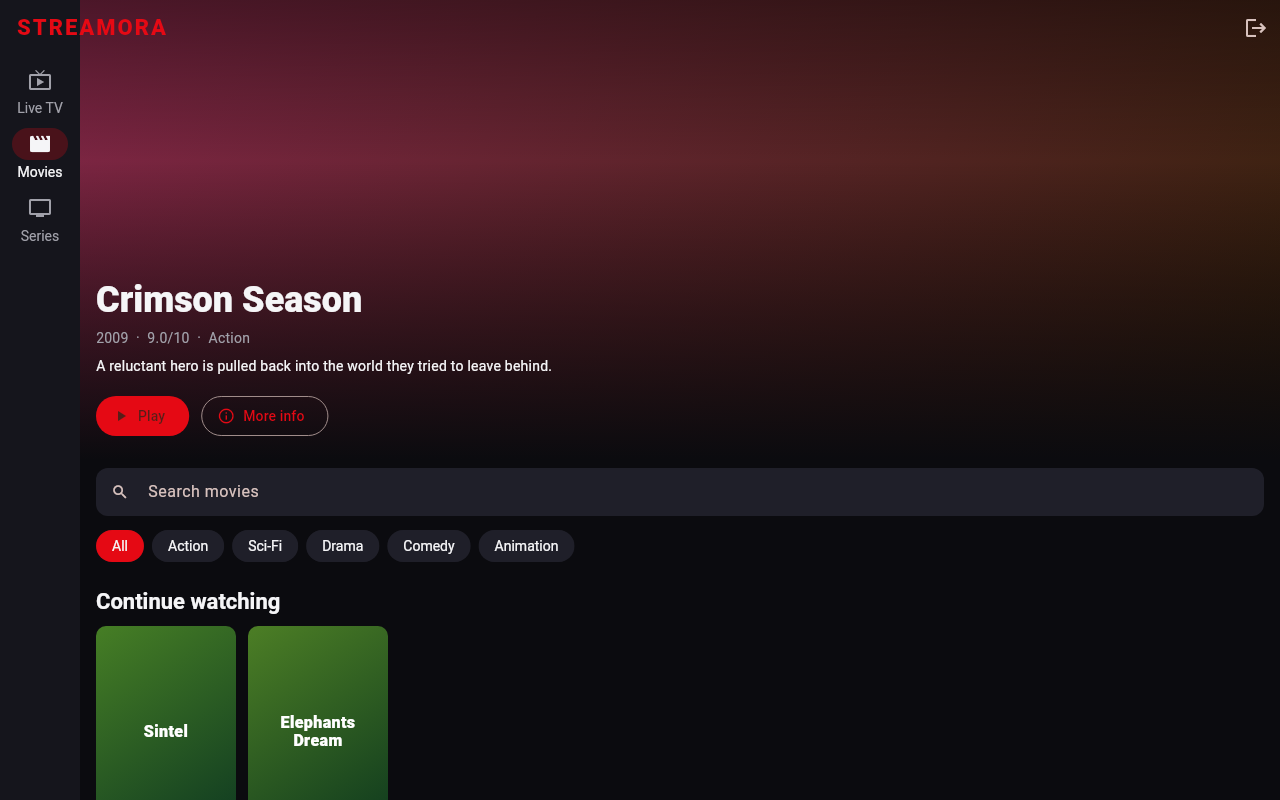 STREAMORA
Live TV
Movies
Series
Crimson Season
2009 · 9.0/10 · Action
A reluctant hero is pulled back into the world they tried to leave behind.
Play
More info
Search movies
All
Action
Sci-Fi
Drama
Comedy
Animation
Continue watching
Sintel
Elephants
Dream